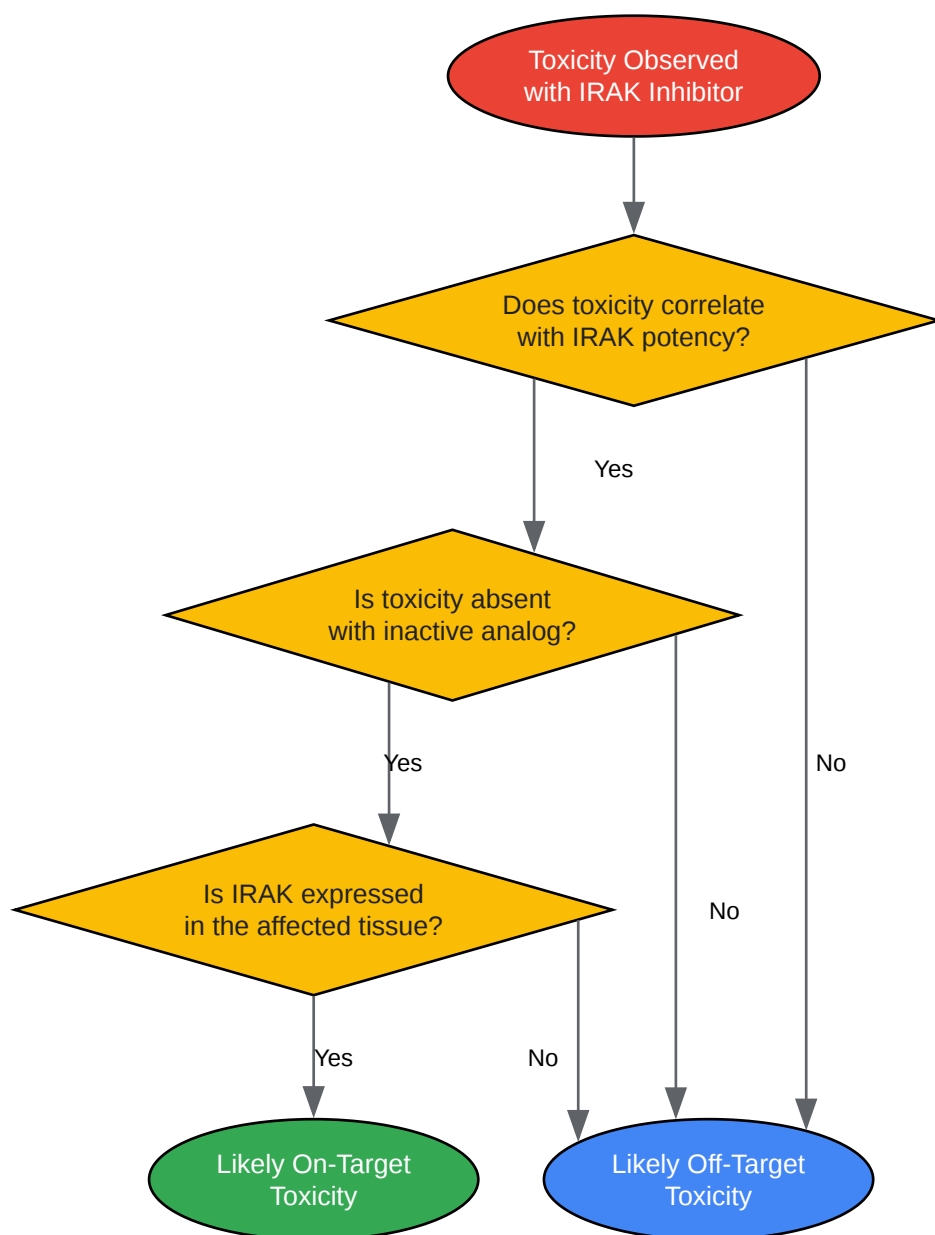 Toxicity Observed
with IRAK Inhibitor
Does toxicity correlate
with IRAK potency?
Yes
Is toxicity absent
with inactive analog?
Yes
No
Is IRAK expressed
in the affected tissue?
No
Yes
No
Likely On-Target
Toxicity
Likely Off-Target
Toxicity